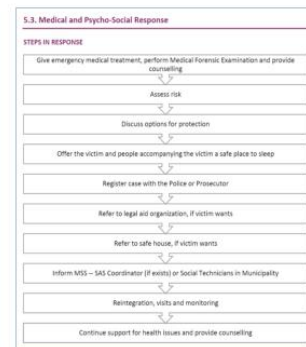 5.3. Medical and Psycho-Social Response
STEPS IN RESPONSE
Give emergency medical treatment, perform Medical Forensic Examination and provide
counselling
Assess risk
Discuss options for protection
Offer the victim and people accompanying the victim a safe place to sleep
Register case with the Police or Prosecutor
Refer to legal aid organization, if victim wants
Refer to safe house, if victim wants
Inform MSS – SAS Coordinator (if exists) or Social Technicians in Municipality
Reintegration, visits and monitoring
Continue support for health issues and provide counselling